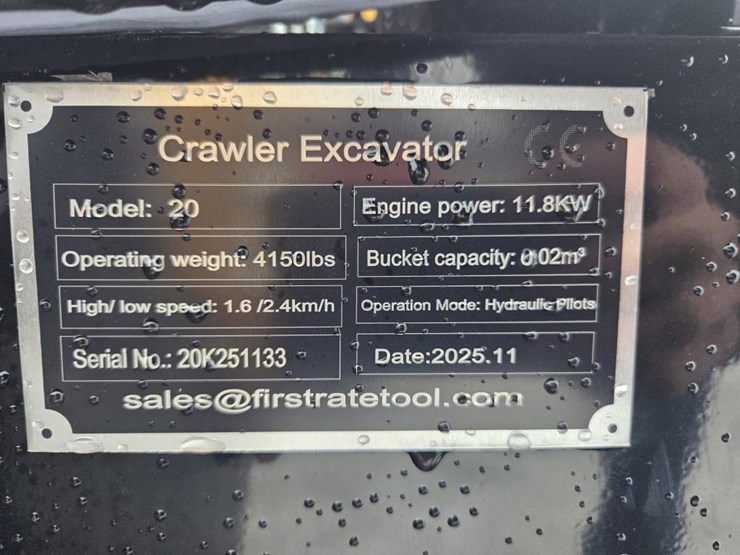 Crawler Excavator CE
Model: 20
Engine power: 11.8KW
Operating weight: 4150lbs
Bucket capacity: 0.02m³
High/ low speed: 1.6 /2.4km/h
Operation Mode: Hydraulic Pilots
Serial No.: 20K251133
Date:2025.11
sales@firstratetool.com